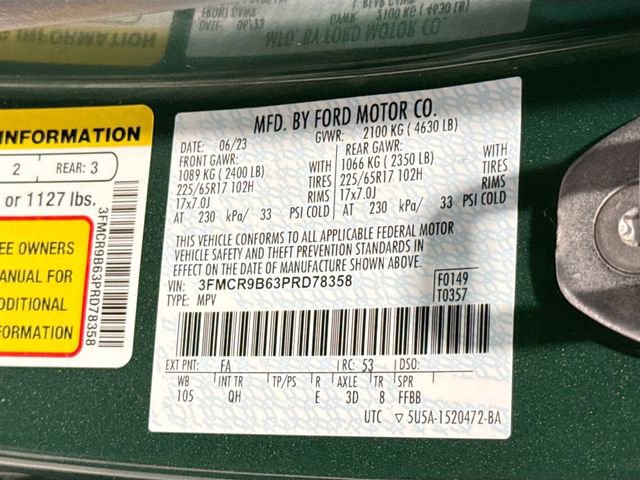 INFORMATION
2 REAR: 3
or 1127 lbs.
EE OWNERS
ANUAL FOR
DDITIONAL
FORMATION
3FMCR9B63PRD78358
MFD. BY FORD MOTOR CO.
DATE: 06/23 GVWR: 2100 KG ( 4630 LB)
FRONT GAWR: REAR GAWR:
1089 KG ( 2400 LB) WITH 1066 KG ( 2350 LB) WITH
225/65R17 102H TIRES 225/65R17 102H TIRES
17x7.0J RIMS 17x7.0J RIMS
AT 230 kPa/ 33 PSI COLD AT 230 kPa/ 33 PSI COLD
THIS VEHICLE CONFORMS TO ALL APPLICABLE FEDERAL MOTOR
VEHICLE SAFETY AND THEFT PREVENTION STANDARDS IN
EFFECT ON THE DATE OF MANUFACTURE SHOWN ABOVE.
VIN: 3FMCR9B63PRD78358 F0149
TYPE: MPV T0357
EXT PNT: FA RC: 53 DSO:
WB INT TR TP/PS R AXLE TR SPR
105 QH E 3D 8 FFBB
UTC ▽ 5U5A-1520472-BA